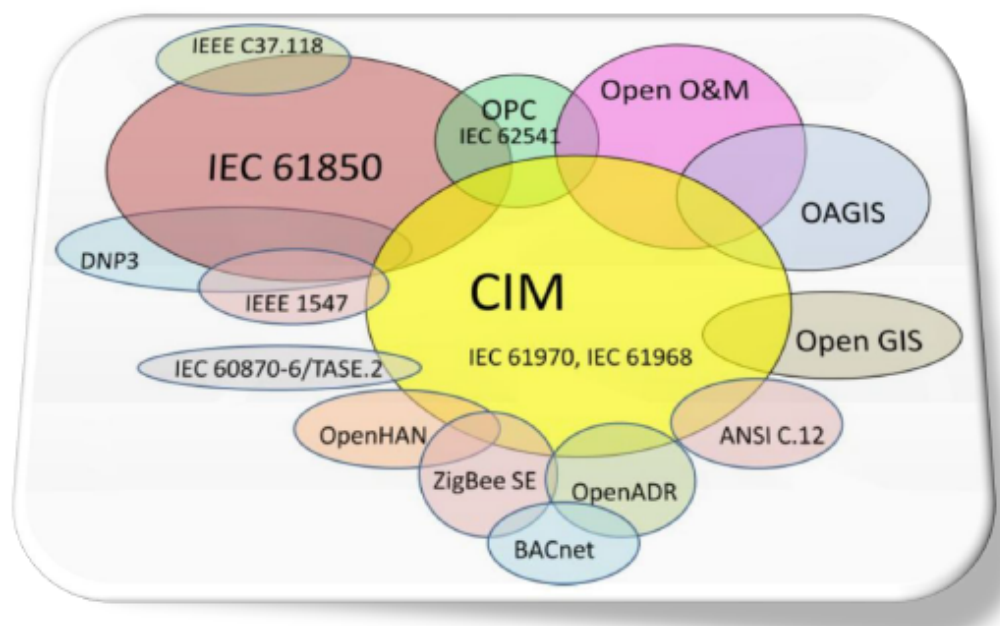 IEEE C37.118
Open O&M
OPC
IEC 62541
IEC 61850
OAGIS
DNP3
CIM
IEEE 1547
Open GIS
IEC 61970, IEC 61968
IEC 60870-6/TASE.2
OpenHAN
ANSI C.12
ZigBee SE
OpenADR
BACnet